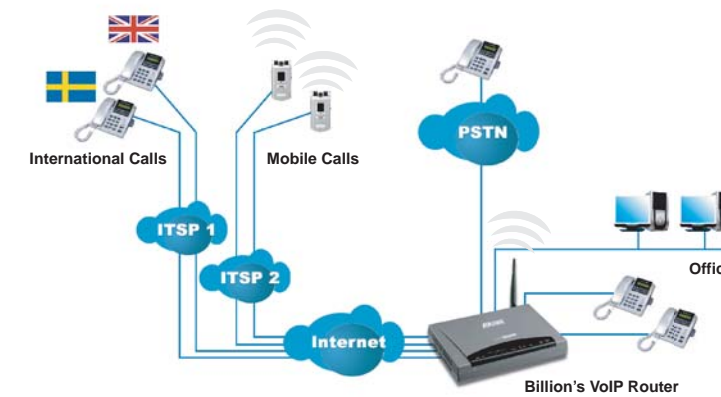 PSTN
International Calls
Mobile Calls
ITSP 1
ITSP 2
Internet
Billion's VoIP Router